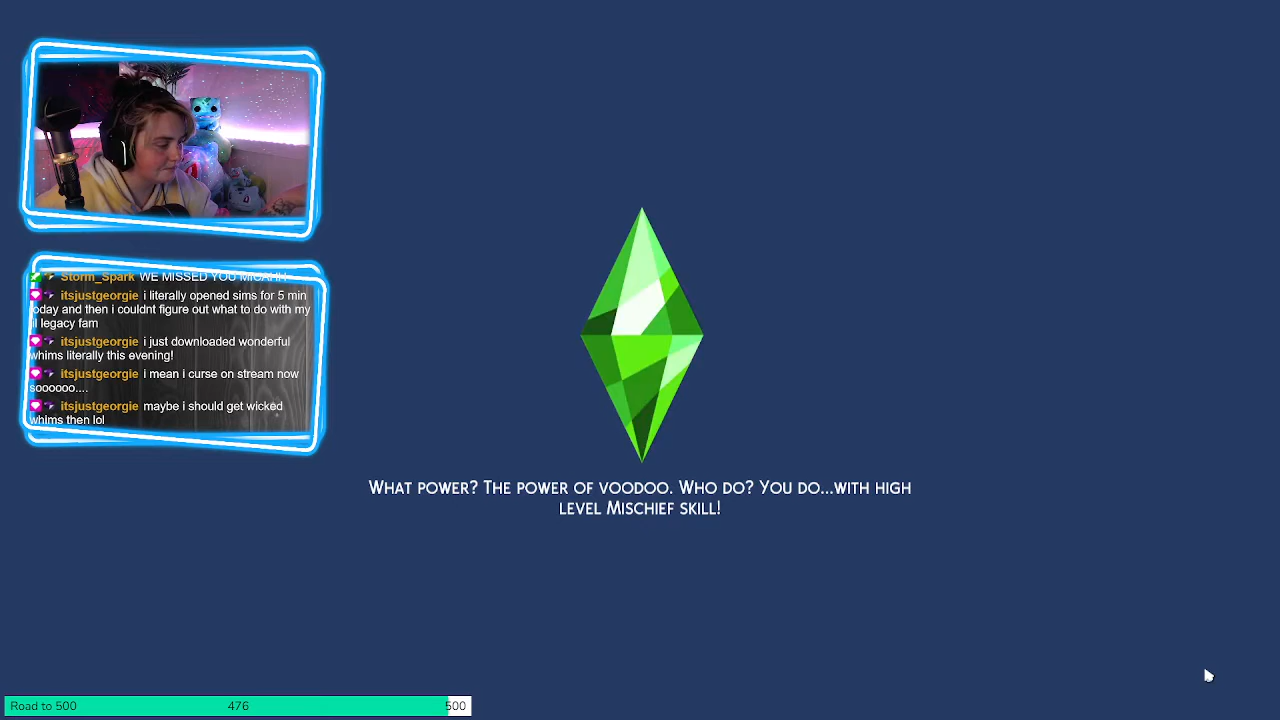 Storm_Spark WE MISSED YOU MICAHH
itsjustgeorgie i literally opened sims for 5 min
today and then i couldnt figure out what to do with my
legacy fam
itsjustgeorgie i just downloaded wonderful
whims literally this evening!
itsjustgeorgie i mean i curse on stream now
soooooo....
itsjustgeorgie maybe i should get wicked
whims then lol
What power? The power of voodoo. Who do? You do...with high
level Mischief skill!
Road to 500 476 500